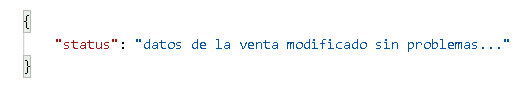 {
"status": "datos de la venta modificado sin problemas..."
}